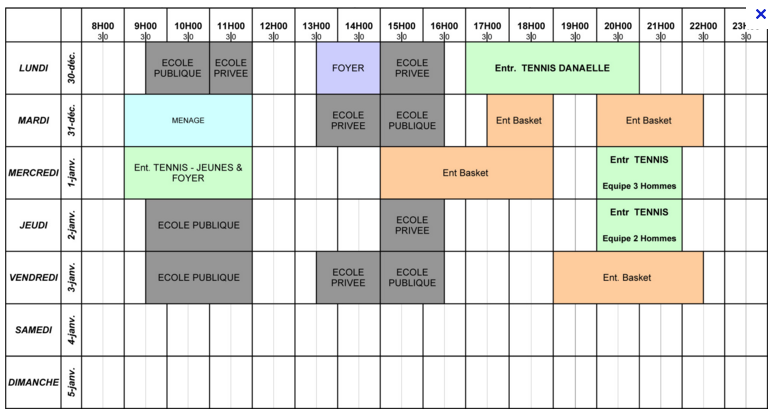 8H00 9H00 10H00 11H00 12H00 13H00 14H00 15H00 16H00 17H00 18H00 19H00 20H00 21H00 22H00 23H
30 30 30 30 30 30 30 30 30 30 30 30 30 30 30 30
LUNDI 30-déc. ECOLE PUBLIQUE ECOLE PRIVEE FOYER ECOLE PRIVEE Entr. TENNIS DANAELLE
MARDI 31-déc. MENAGE ECOLE PRIVEE ECOLE PUBLIQUE Ent Basket Ent Basket
MERCREDI 1-janv. Ent. TENNIS - JEUNES & FOYER Ent Basket Entr TENNIS
Equipe 3 Hommes
JEUDI 2-janv. ECOLE PUBLIQUE ECOLE PRIVEE Entr TENNIS
Equipe 2 Hommes
VENDREDI 3-janv. ECOLE PUBLIQUE ECOLE PRIVEE ECOLE PUBLIQUE Ent. Basket
SAMEDI 4-janv.
DIMANCHE 5-janv.